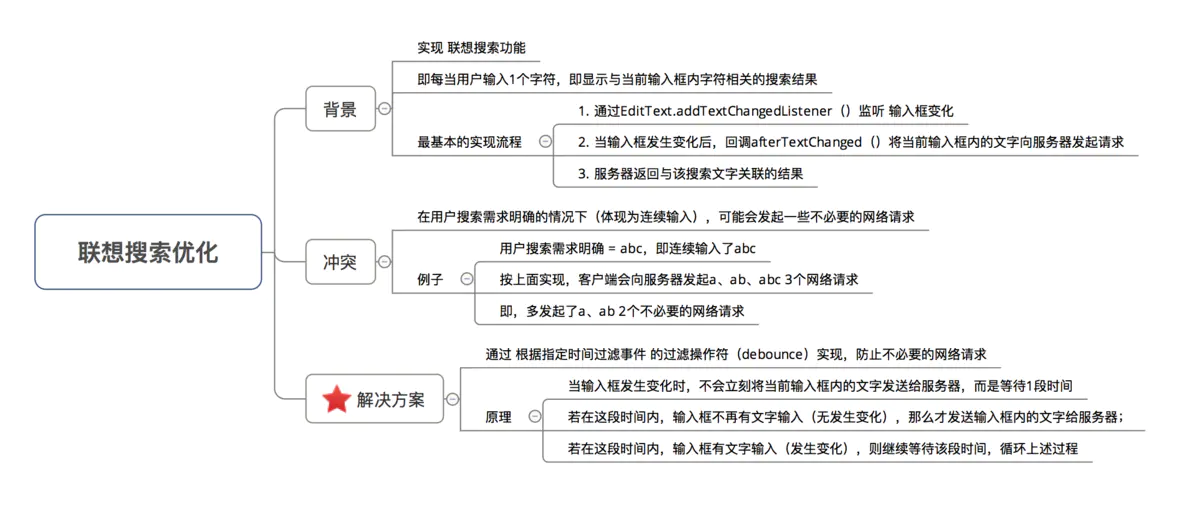 联想搜索优化
背景
实现 联想搜索功能
即每当用户输入1个字符，即显示与当前输入框内字符相关的搜索结果
最基本的实现流程
1. 通过EditText.addTextChangedListener（）监听 输入框变化
2. 当输入框发生变化后，回调afterTextChanged（）将当前输入框内的文字向服务器发起请求
3. 服务器返回与该搜索文字关联的结果
冲突
在用户搜索需求明确的情况下（体现为连续输入），可能会发起一些不必要的网络请求
例子
用户搜索需求明确 = abc，即连续输入了abc
按上面实现，客户端会向服务器发起a、ab、abc 3个网络请求
即，多发起了a、ab 2个不必要的网络请求
解决方案
通过 根据指定时间过滤事件 的过滤操作符（debounce）实现，防止不必要的网络请求
原理
当输入框发生变化时，不会立刻将当前输入框内的文字发送给服务器，而是等待1段时间
若在这段时间内，输入框不再有文字输入（无发生变化），那么才发送输入框内的文字给服务器；
若在这段时间内，输入框有文字输入（发生变化），则继续等待该段时间，循环上述过程